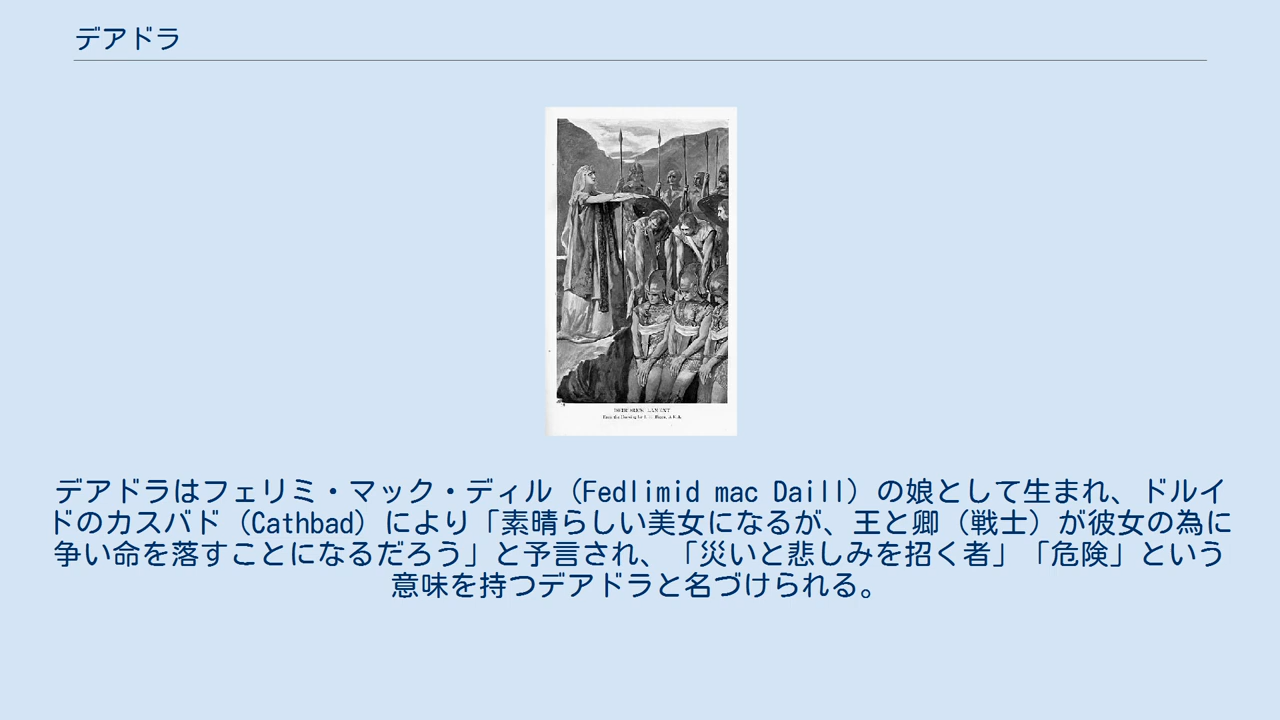 デアドラ
デアドラはフェリミ・マック・ディル（Fedlimid mac Daill）の娘として生まれ、ドルイ
ドのカスバド（Cathbad）により「素晴らしい美女になるが、王と卿（戦士）が彼女の為に
争い命を落すことになるだろう」と予言され、「災いと悲しみを招く者」「危険」という
意味を持つデアドラと名づけられる。